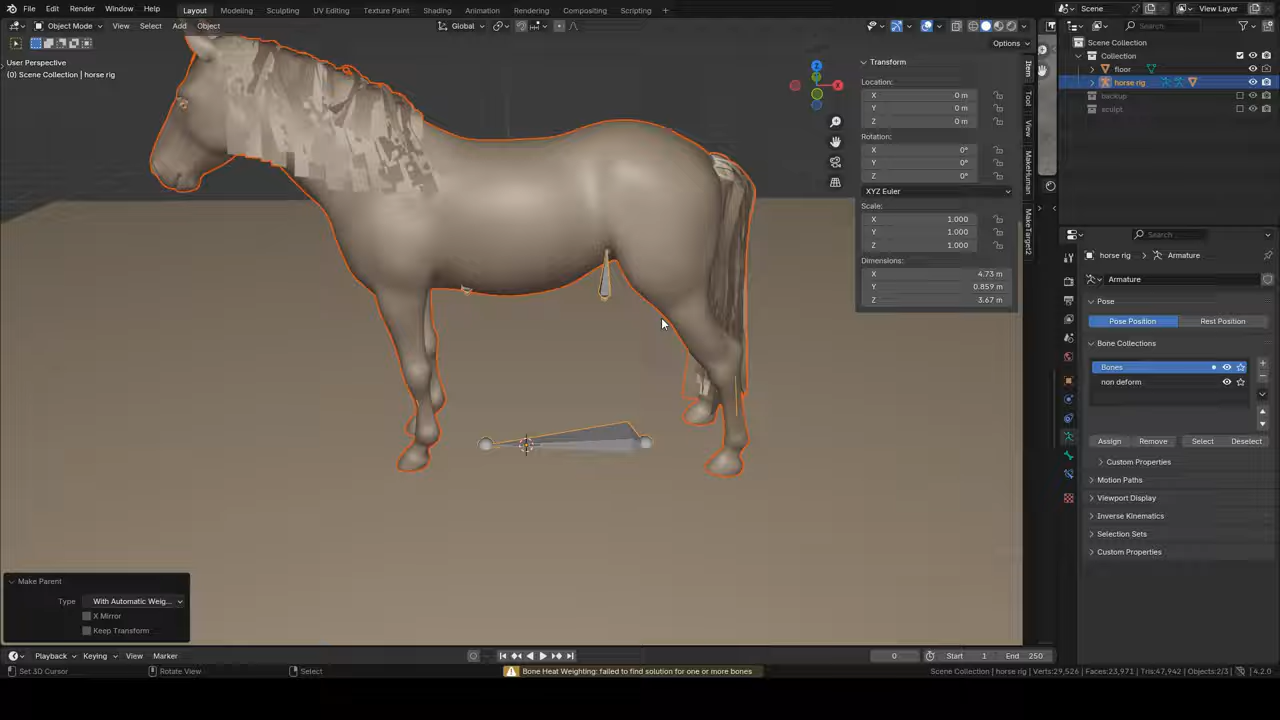 File Edit Render Window Help Layout Modeling Sculpting UV Editing Texture Paint Shading Animation Rendering Compositing Scripting + Scene View Layer
Object Mode View Select Add Object Global Search
Options
User Perspective
(0) Scene Collection | horse rig
Scene Collection
Collection
floor
horse rig
backup
sculpt
Transform
Location:
X 0 m
Y 0 m
Z 0 m
Rotation:
X 0°
Y 0°
Z 0°
XYZ Euler
Scale:
X 1.000
Y 1.000
Z 1.000
Dimensions:
X 4.73 m
Y 0.859 m
Z 3.67 m
Item
Tool
View
MakeHuman
MakeTarget2
X
Z
Search
horse rig > Armature
Armature
Pose
Pose Position Rest Position
Bone Collections
Bones
non deform
Assign Remove Select Deselect
Custom Properties
Motion Paths
Viewport Display
Inverse Kinematics
Selection Sets
Custom Properties
Make Parent
Type With Automatic Weig...
X Mirror
Keep Transform
Playback Keying View Marker 0 Start 1 End 250
Set 3D Cursor Rotate View Select Bone Heat Weighting: failed to find solution for one or more bones Scene Collection | horse rig | Verts:29,526 | Faces:23,971 | Tris:47,942 | Objects:2/3 | 4.2.0